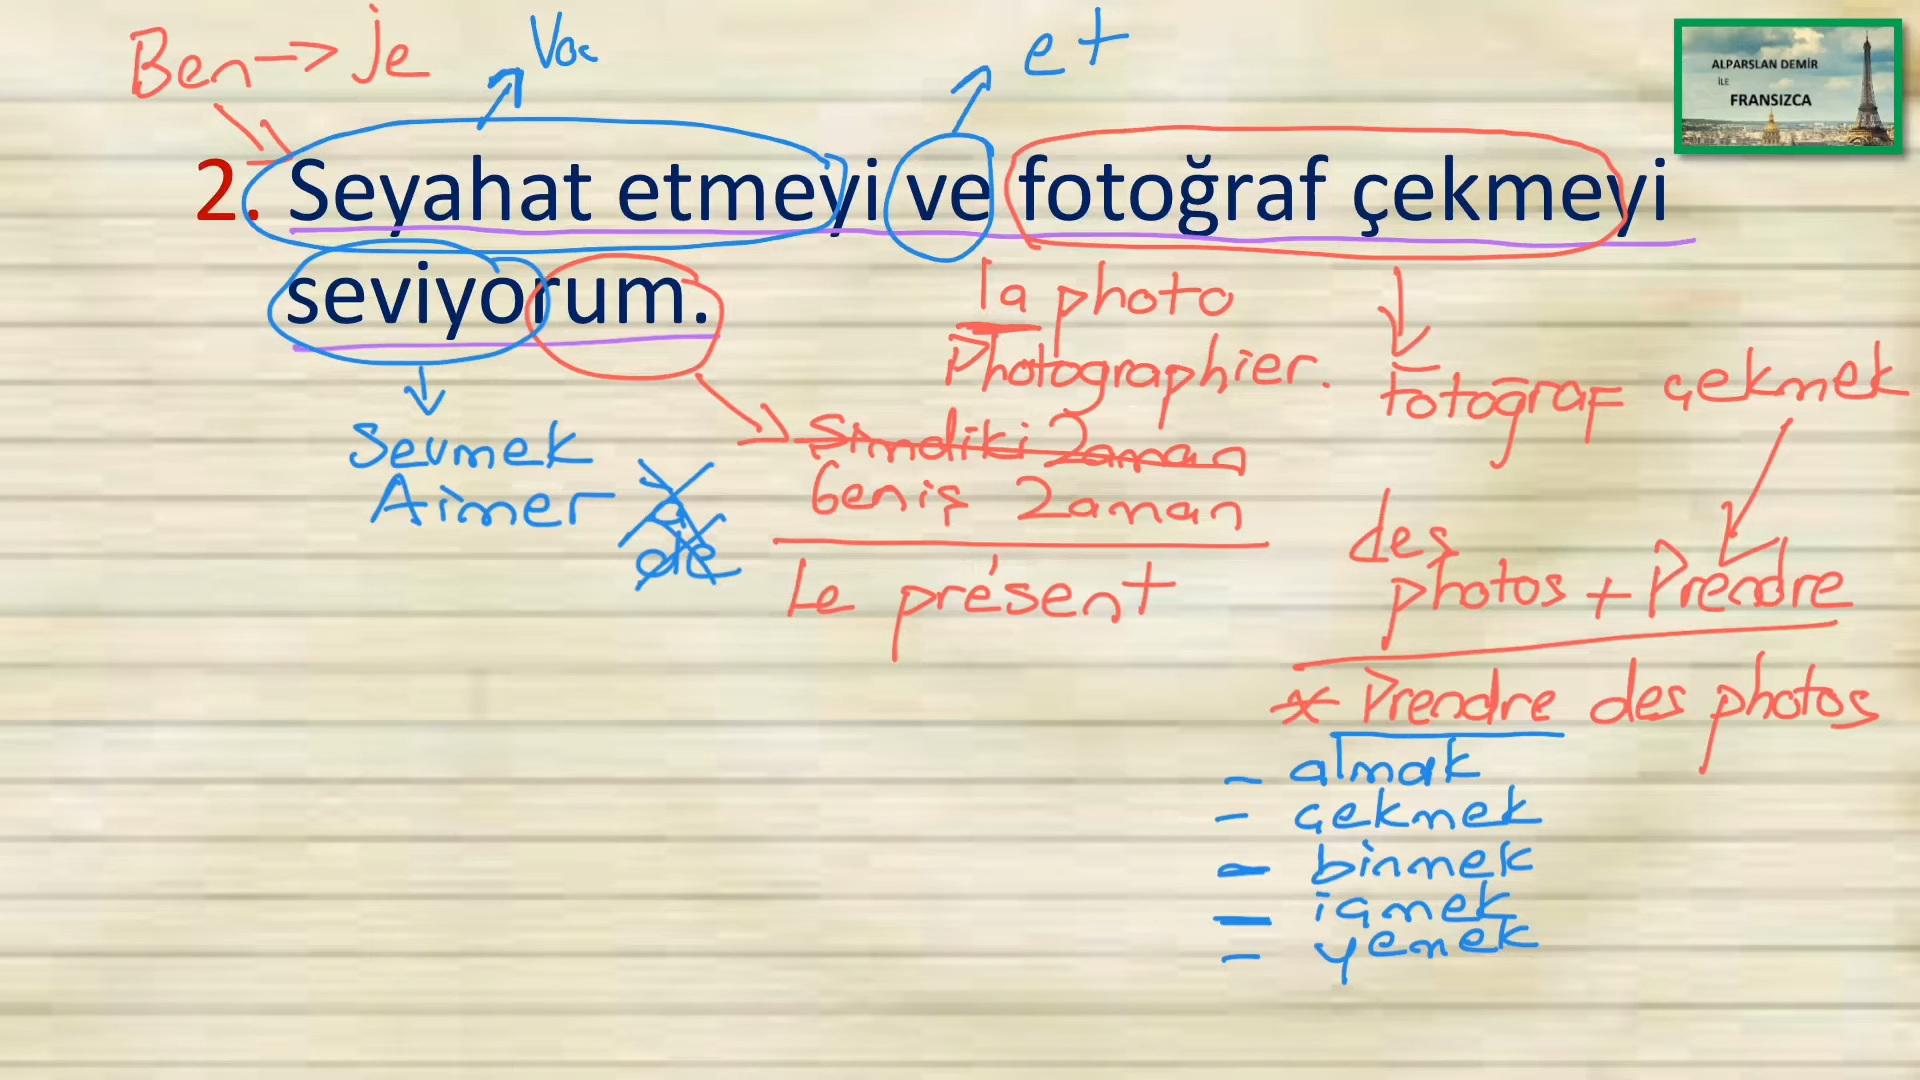 Ben → je
Voc
et
ALPARSLAN DEMİR
İLE
FRANSIZCA
2. Seyahat etmeyi ve fotoğraf çekmeyi
seviyorum.
la photo
Photographier.
fotoğraf çekmek
Sevmek
Aimer
Şimdiki Zaman
Geniş Zaman
Le présent
des
photos + Prendre
* Prendre des photos
- almak
- çekmek
- binmek
- içmek
- yemek